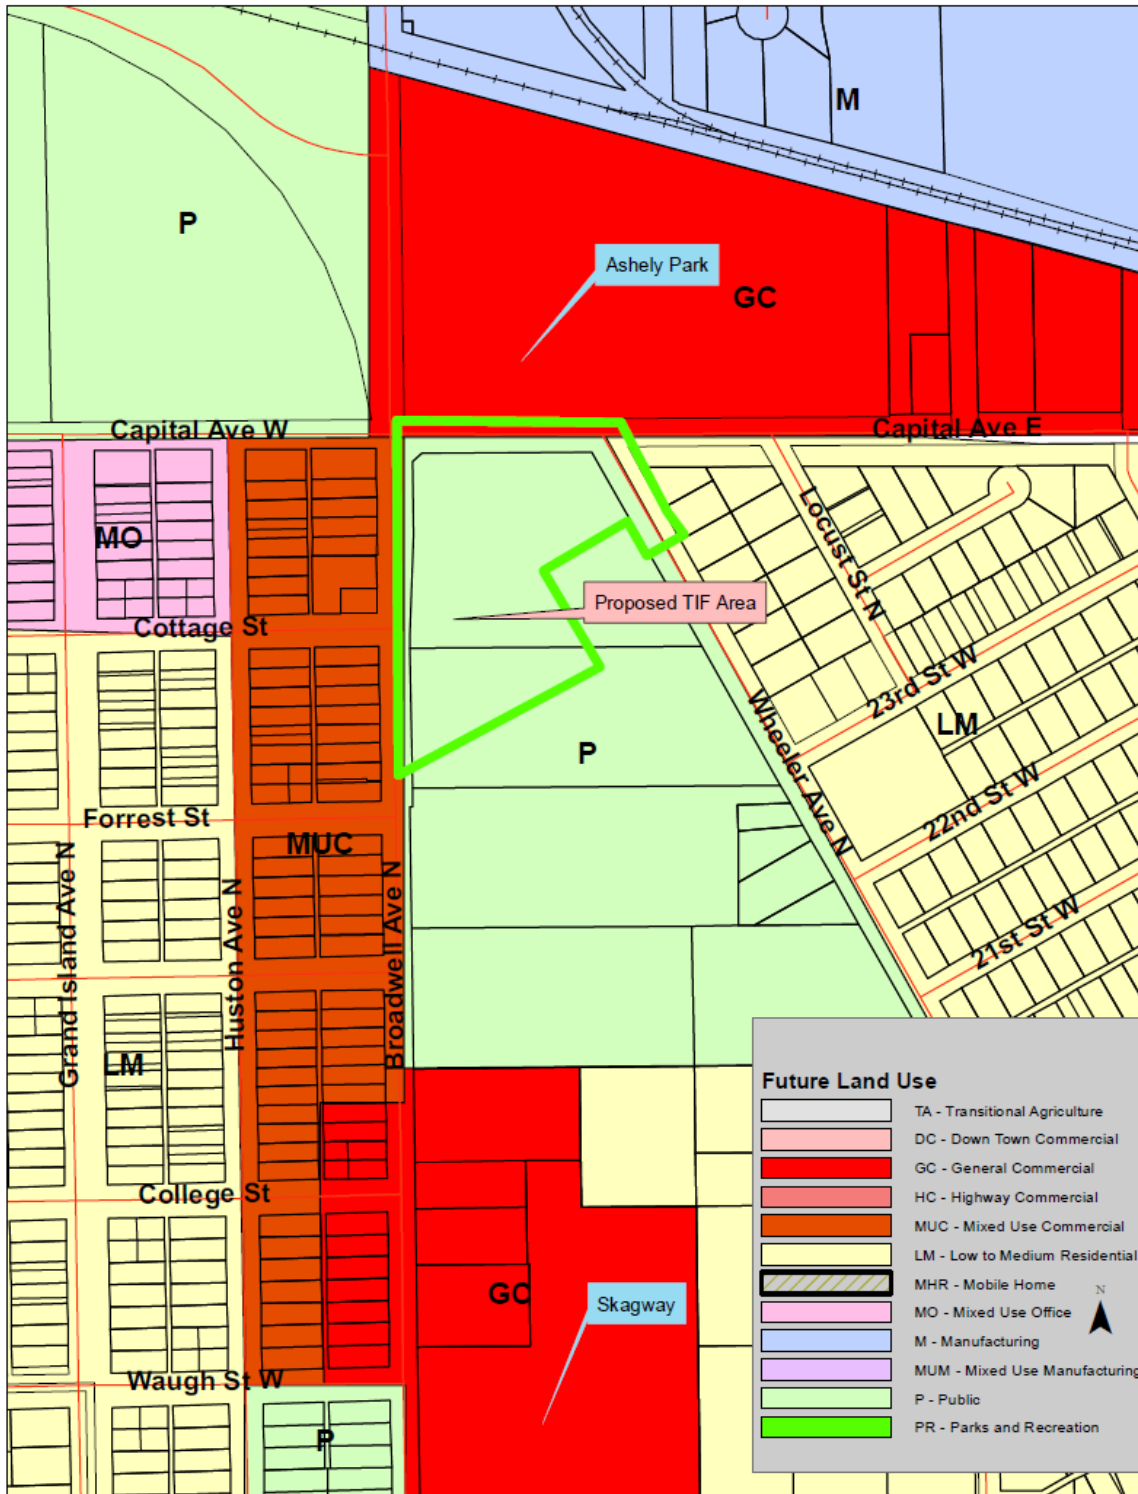 M
P
Ashely Park
GC
Capital Ave W
Capital Ave E
MO
Locust St N
Proposed TIF Area
Cottage St
23rd St W
Wheeler Ave N
LM
P
22nd St W
Forrest St
MUC
Grand Island Ave N
Huston Ave N
Broadwell Ave N
21st St W
LM
College St
GC
Skagway
Waugh St W
P
Future Land Use
TA - Transitional Agriculture
DC - Down Town Commercial
GC - General Commercial
HC - Highway Commercial
MUC - Mixed Use Commercial
LM - Low to Medium Residential
MHR - Mobile Home
MO - Mixed Use Office
M - Manufacturing
MUM - Mixed Use Manufacturing
P - Public
PR - Parks and Recreation
N